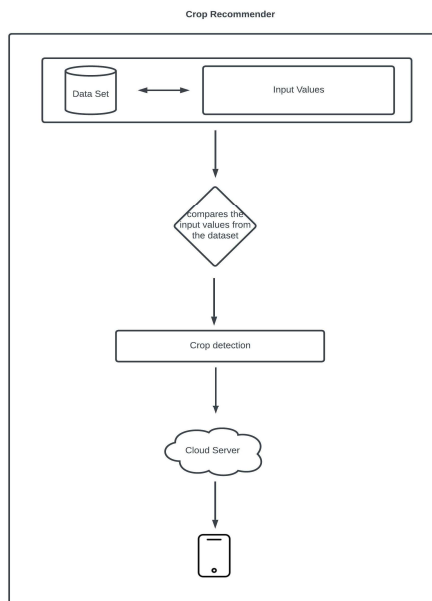 Crop Recommender
Data Set
Input Values
compares the
input values from
the dataset
Crop detection
Cloud Server